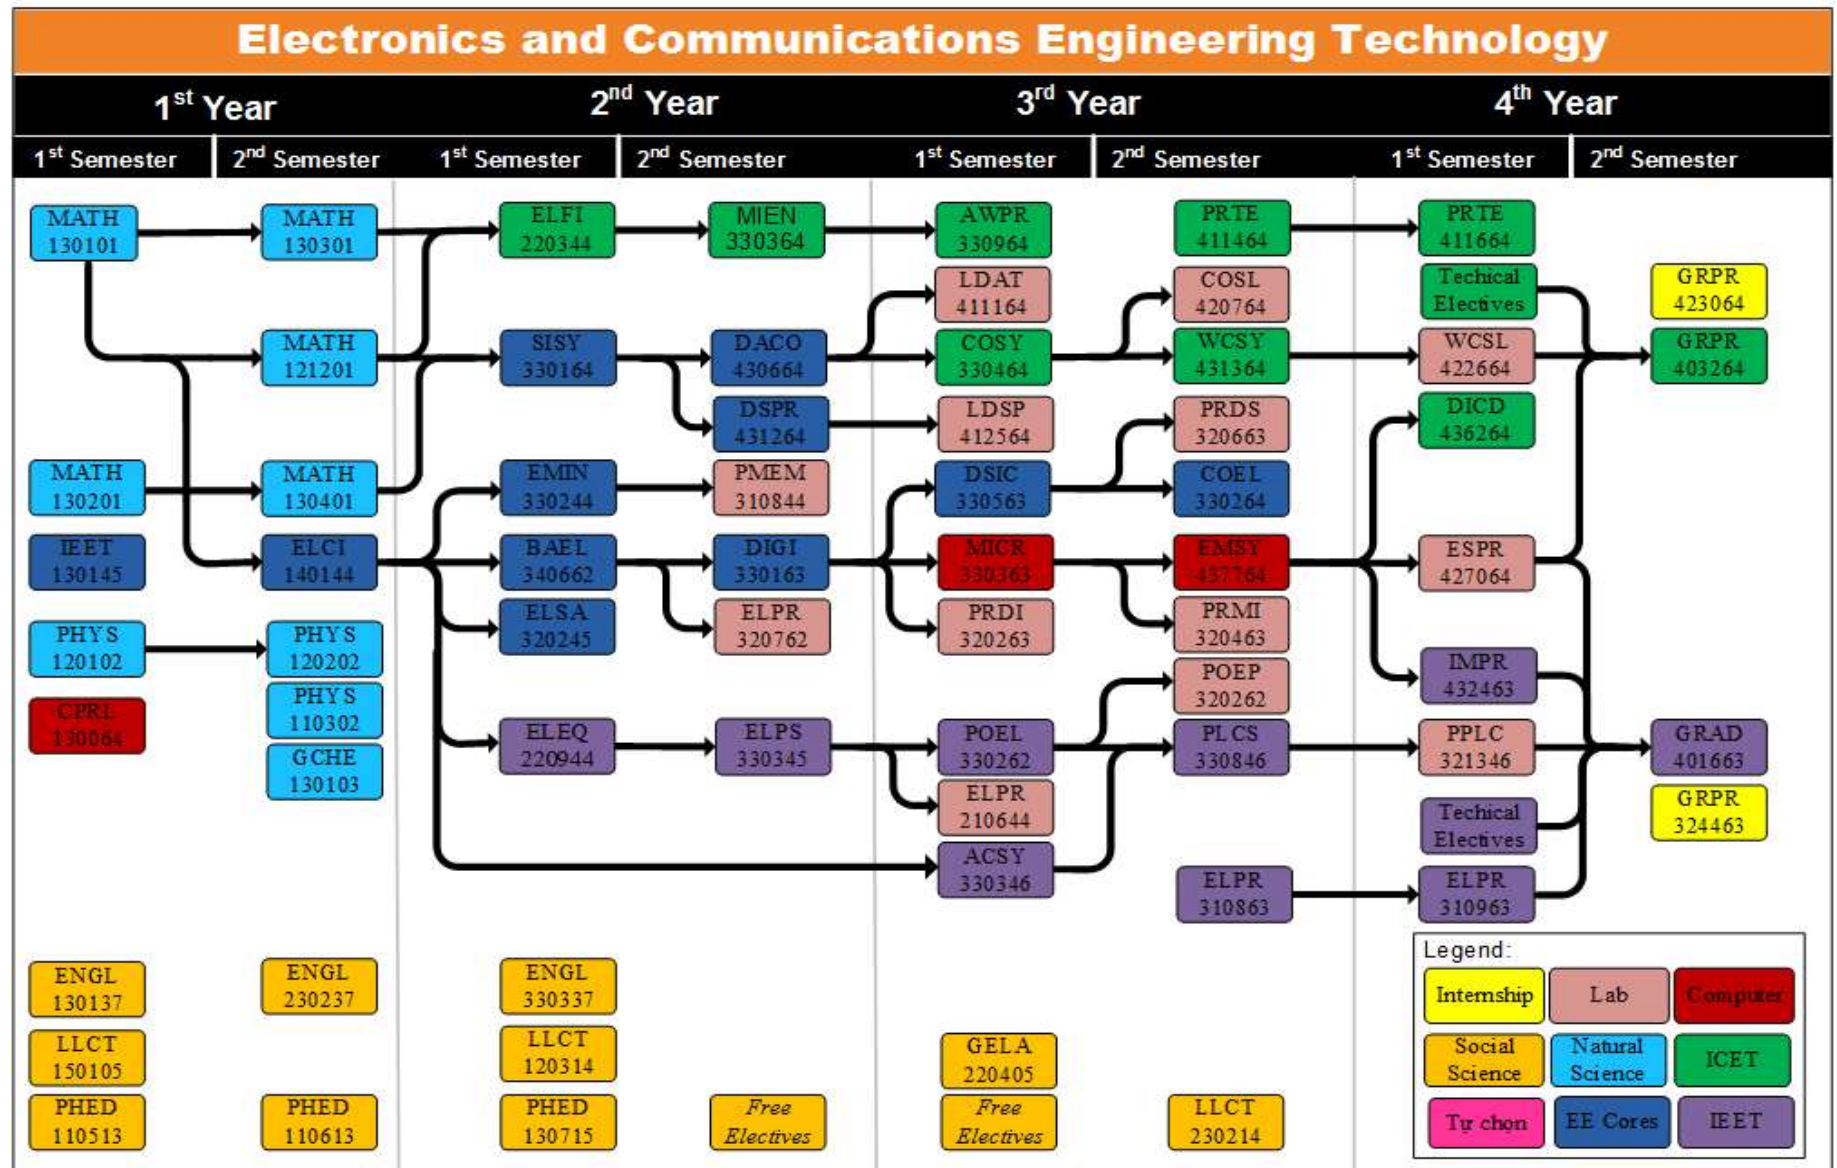 Electronics and Communications Engineering Technology
1st Year
2nd Year
3rd Year
4th Year
1st Semester
2nd Semester
1st Semester
2nd Semester
1st Semester
2nd Semester
1st Semester
2nd Semester
MATH
130101
MATH
130201
IEET
130145
PHYS
120102
CPRL
130064
ENGL
130137
LLCT
150105
PHED
110513
MATH
130301
MATH
121201
MATH
130401
ELCI
140144
PHYS
120202
PHYS
110302
GCHE
130103
ENGL
230237
PHED
110613
ELFI
220344
SISY
330164
EMIN
330244
BAEL
340662
ELSA
320245
ELEQ
220944
ENGL
330337
LLCT
120314
PHED
130715
MIEN
330364
DACO
430664
DSPR
431264
PMEM
310844
DIGI
330163
ELPR
320762
ELPS
330345
Free
Electives
AWPR
330964
LDAT
411164
COSY
330464
LDSP
412564
DSIC
330563
MICR
330363
PRDI
320263
POEL
330262
ELPR
210644
ACSY
330346
GELA
220405
Free
Electives
PRTE
411464
COSL
420764
WCSY
431364
PRDS
320663
COEL
330264
EMSY
437764
PRMI
320463
POEP
320262
PLCS
330846
ELPR
310863
LLCT
230214
PRTE
411664
Techical
Electives
WCSL
422664
DICD
436264
ESPR
427064
IMPR
432463
PPLC
321346
Techical
Electives
ELPR
310963
GRPR
423064
GRPR
403264
GRAD
401663
GRPR
324463
Legend:
Internship
Lab
Computer
Social
Science
Natural
Science
ICET
Tự chọn
EE Cores
IEET